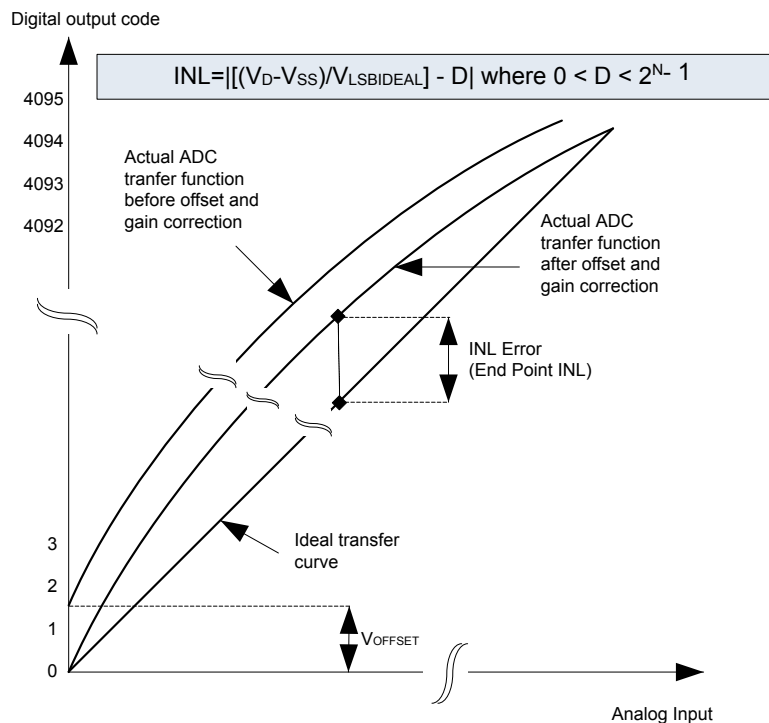 Digital output code
INL=|[(VD-VSS)/VLSBIDEAL] - D| where 0 < D < 2^N- 1
4095
4094
4093
4092
Actual ADC
tranfer function
before offset and
gain correction
Actual ADC
tranfer function
after offset and
gain correction
INL Error
(End Point INL)
Ideal transfer
curve
3
2
1
0
VOFFSET
Analog Input